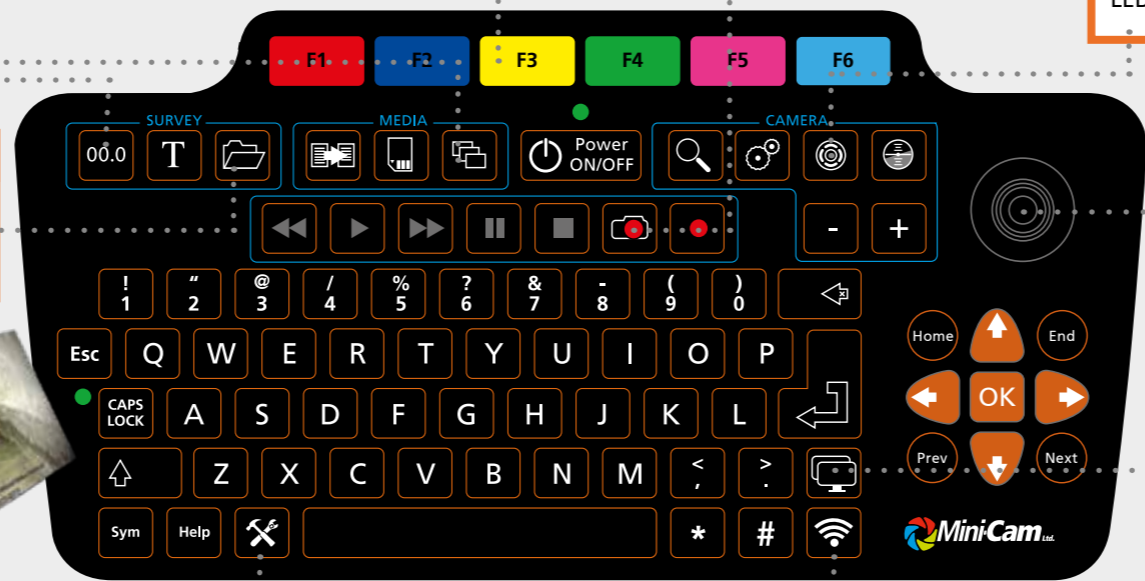 LED
F1 F2 F3 F4 F5 F6
SURVEY MEDIA CAMERA
00.0 T Power
ON/OFF
- +
! “ @ / % ? & - ( )
1 2 3 4 5 6 7 8 9 0
Esc Q W E R T Y U I O P
CAPS
LOCK A S D F G H J K L
Z X C V B N M < >
, .
Sym Help * #
Home End
OK
Prev Next
Mini-Cam Ltd.